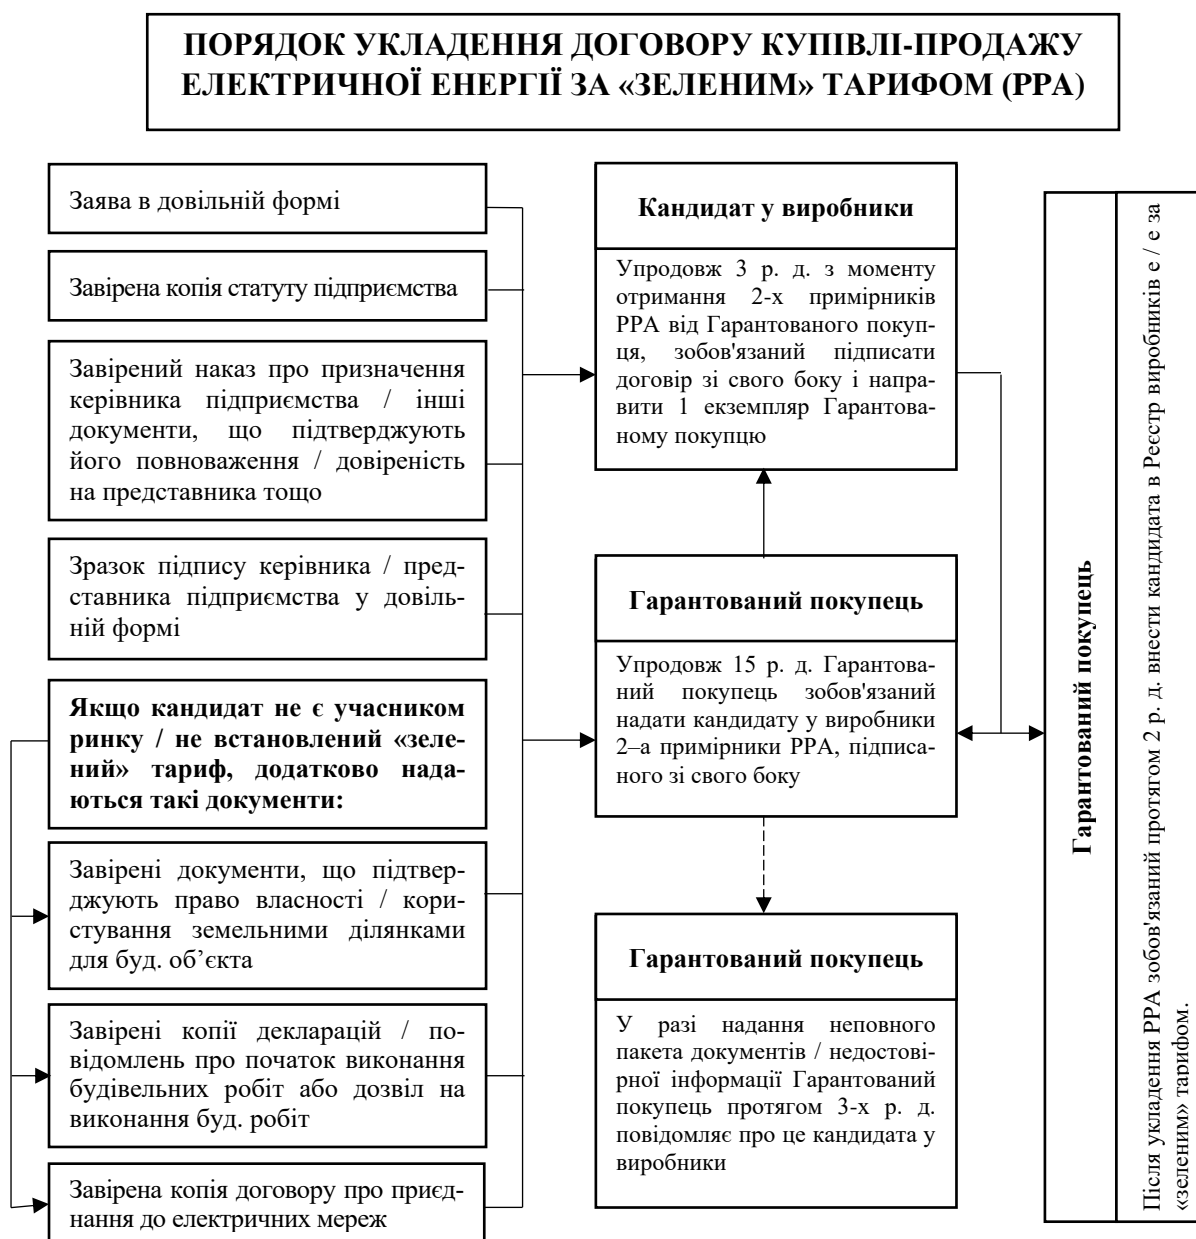 ПОРЯДОК УКЛАДЕННЯ ДОГОВОРУ КУПІВЛІ-ПРОДАЖУ
ЕЛЕКТРИЧНОЇ ЕНЕРГІЇ ЗА «ЗЕЛЕНИМ» ТАРИФОМ (РРА)
Заява в довільній формі
Завірена копія статуту підприємства
Завірений наказ про призначення
керівника підприємства / інші
документи, що підтверджують
його повноваження / довіреність
на представника тощо
Зразок підпису керівника / пред-
ставника підприємства у довіль-
ній формі
Якщо кандидат не є учасником
ринку / не встановлений «зеле-
ний» тариф, додатково нада-
ються такі документи:
Завірені документи, що підтвер-
джують право власності / кори-
стування земельними ділянками
для буд. об’єкта
Завірені копії декларацій / по-
відомлень про початок виконання
будівельних робіт або дозвіл на
виконання буд. робіт
Завірена копія договору про приєд-
нання до електричних мереж
Кандидат у виробники
Упродовж 3 р. д. з моменту
отримання 2-х примірників
РРА від Гарантованого покуп-
ця, зобов'язаний підписати
договір зі свого боку і напра-
вити 1 екземпляр Гарантова-
ному покупцю
Гарантований покупець
Упродовж 15 р. д. Гарантова-
ний покупець зобов'язаний
надати кандидату у виробники
2–а примірники РРА, підписа-
ного зі свого боку
Гарантований покупець
У разі надання неповного
пакета документів / недостові-
рної інформації Гарантований
покупець протягом 3-х р. д.
повідомляє про це кандидата у
виробники
Гарантований покупець
Після укладення РРА зобов'язаний протягом 2 р. д. внести кандидата в Реєстр виробників е / е за
«зеленим» тарифом.